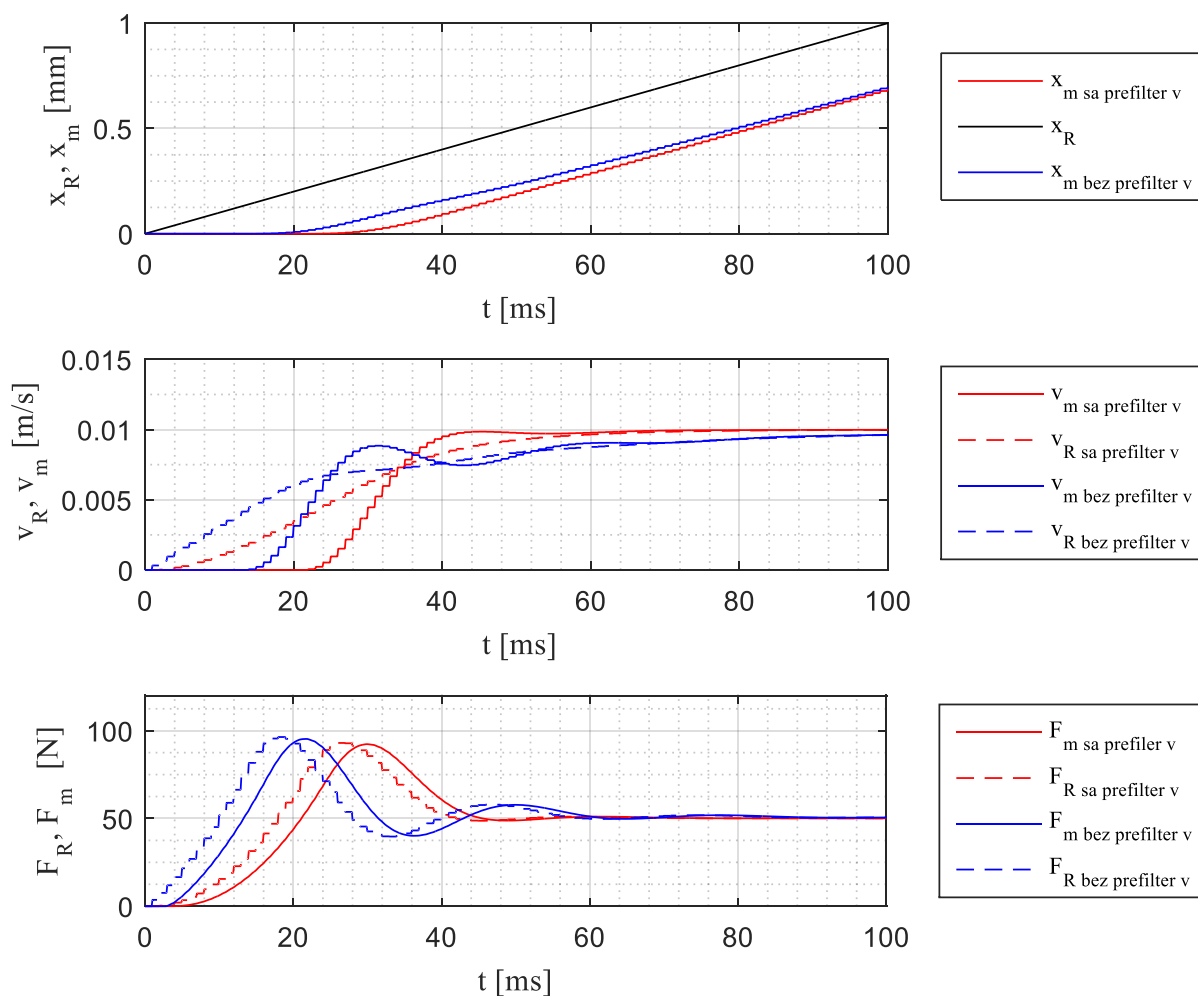 x_R, x_m [mm]
1
0.5
0
0 20 40 60 80 100
t [ms]
x_m sa prefilter v
x_R
x_m bez prefilter v
v_R, v_m [m/s]
0.015
0.01
0.005
0
0 20 40 60 80 100
t [ms]
v_m sa prefilter v
v_R sa prefilter v
v_m bez prefilter v
v_R bez prefilter v
F_R, F_m [N]
100
50
0
0 20 40 60 80 100
t [ms]
F_m sa prefiler v
F_R sa prefilter v
F_m bez prefilter v
F_R bez prefilter v